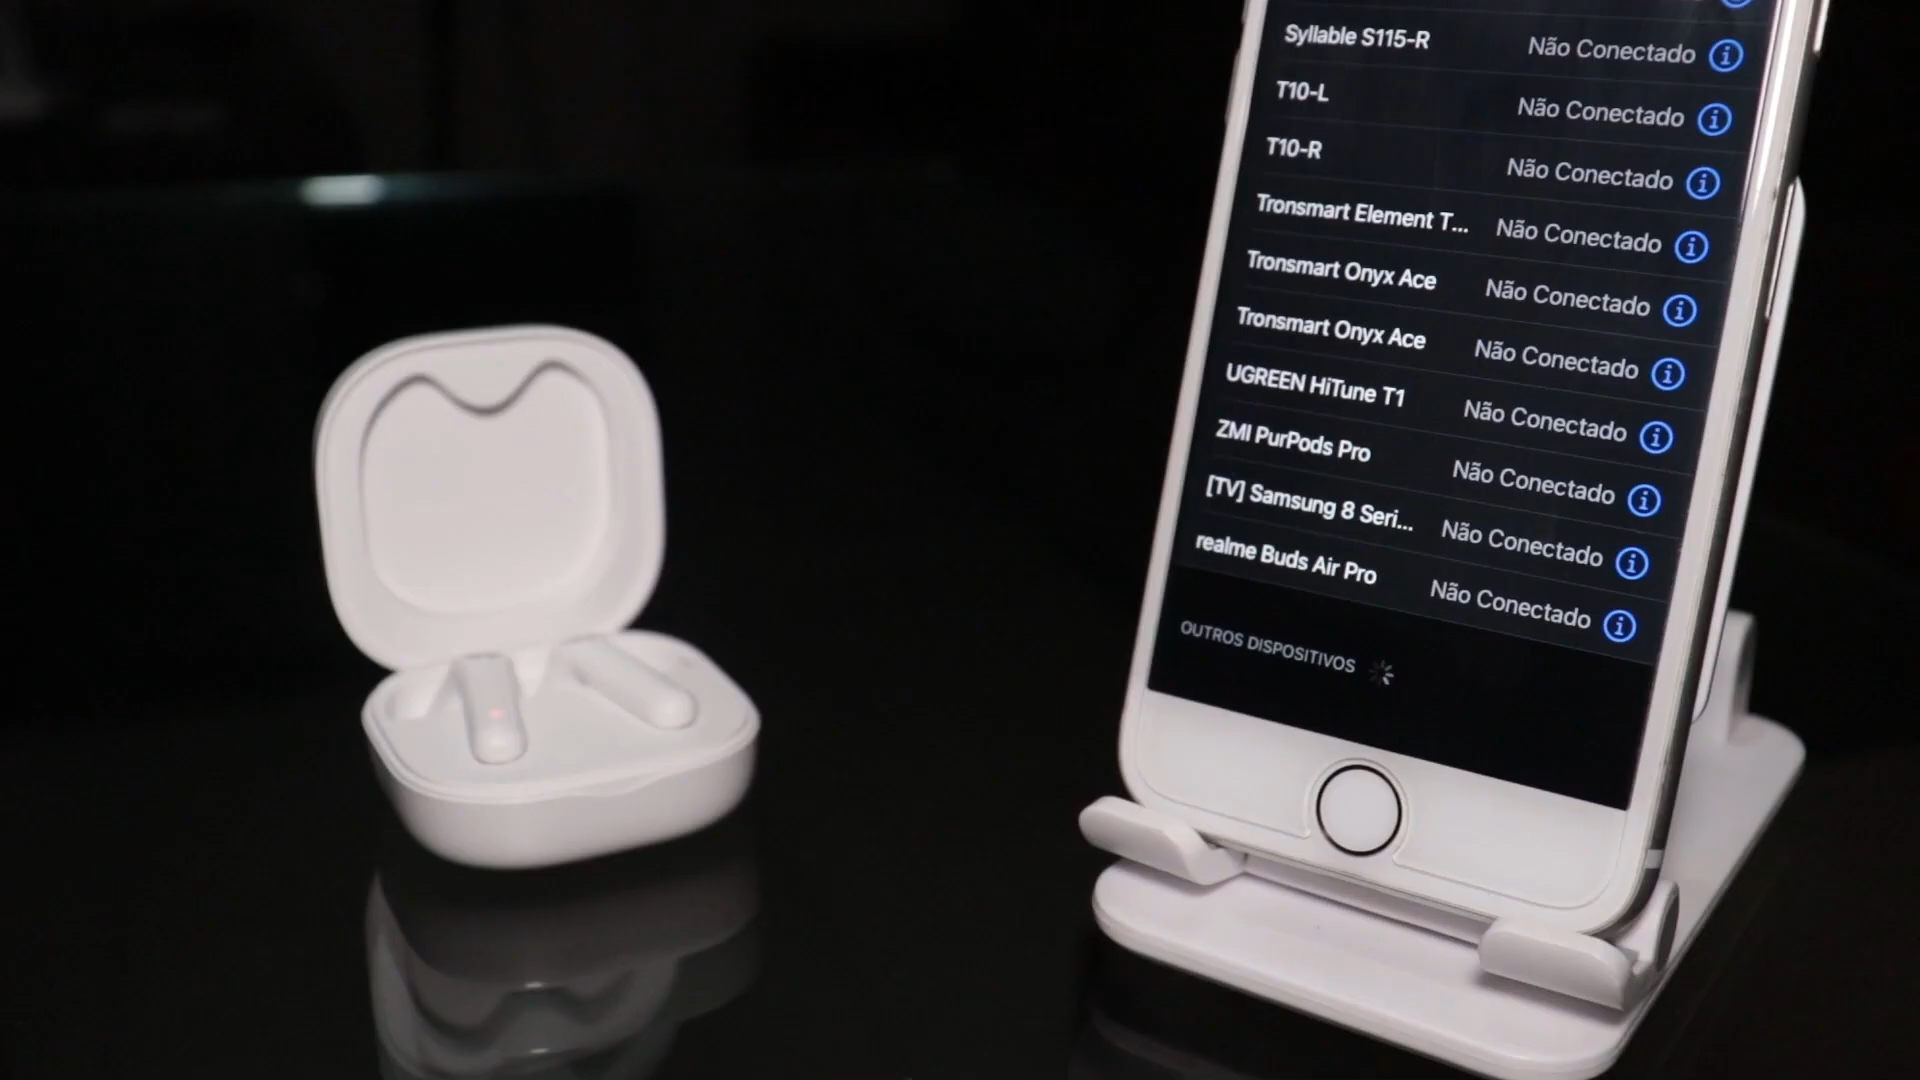 Syllable S115-R Não Conectado
T10-L Não Conectado
T10-R Não Conectado
Tronsmart Element T... Não Conectado
Tronsmart Onyx Ace Não Conectado
Tronsmart Onyx Ace Não Conectado
UGREEN HiTune T1 Não Conectado
ZMI PurPods Pro Não Conectado
[TV] Samsung 8 Seri... Não Conectado
realme Buds Air Pro Não Conectado
OUTROS DISPOSITIVOS